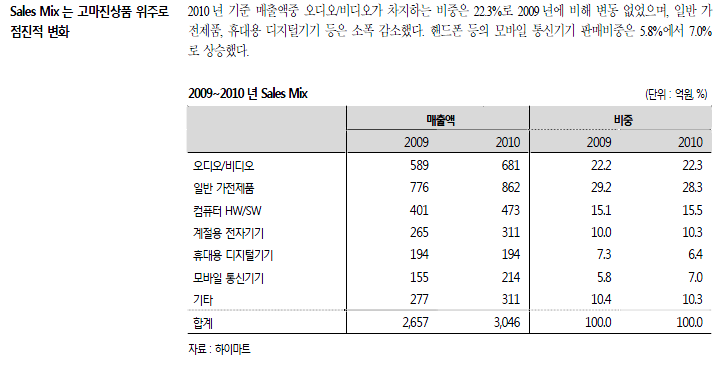 Sales Mix 는 고마진상품 위주로
점진적 변화
2010년 기준 매출액중 오디오/비디오가 차지하는 비중은 22.3%로 2009년에 비해 변동 없었으며, 일반 가
전제품, 휴대용 디지털기기 등은 소폭 감소했다. 핸드폰 등의 모바일 통신기기 판매비중은 5.8%에서 7.0%
로 상승했다.
2009~2010 년 Sales Mix (단위 : 억원, %)
매출액 비중
2009 2010 2009 2010
오디오/비디오 589 681 22.2 22.3
일반 가전제품 776 862 29.2 28.3
컴퓨터 HW/SW 401 473 15.1 15.5
계절용 전자기기 265 311 10.0 10.3
휴대용 디지털기기 194 194 7.3 6.4
모바일 통신기기 155 214 5.8 7.0
기타 277 311 10.4 10.3
합계 2,657 3,046 100.0 100.0
자료 : 하이마트